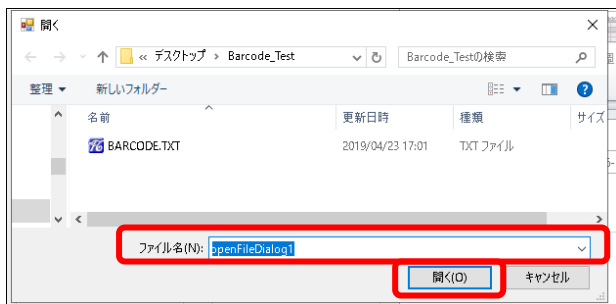 開く
« デスクトップ › Barcode_Test
Barcode_Testの検索
整理 新しいフォルダー
名前 更新日時 種類 サイズ
BARCODE.TXT 2019/04/23 17:01 TXT ファイル
ファイル名(N): openFileDialog1
開く(O) キャンセル